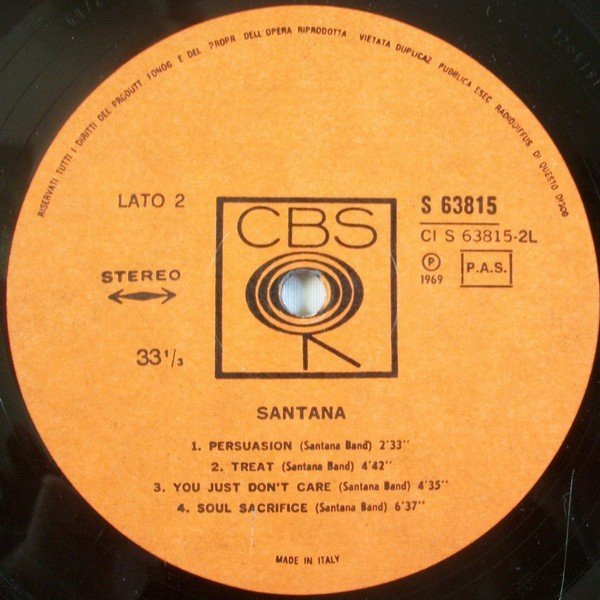 RISERVATI TUTTI I DIRITTI DEL PRODUTT. FONOG. E DEL PROPR. DELL'OPERA RIPRODOTTA VIETATA DUPLICAZ. PUBBLICA ESEC. RADIODIFFUS DI QUESTO DISCO
LATO 2
CBS
S 63815
CI S 63815-2L
STEREO
P 1969
P.A.S.
33 1/3
SANTANA
1. PERSUASION (Santana Band) 2'33''
2. TREAT (Santana Band) 4'42''
3. YOU JUST DON'T CARE (Santana Band) 4'35''
4. SOUL SACRIFICE (Santana Band) 6'37''
MADE IN ITALY